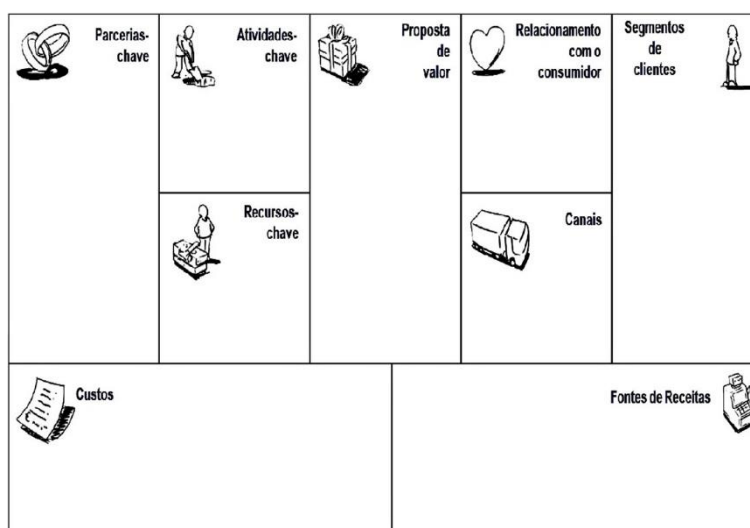 Parcerias-
chave
Atividades-
chave
Proposta
de
valor
Relacionamento
com o
consumidor
Segmentos
de
clientes
Recursos-
chave
Canais
Custos
Fontes de Receitas